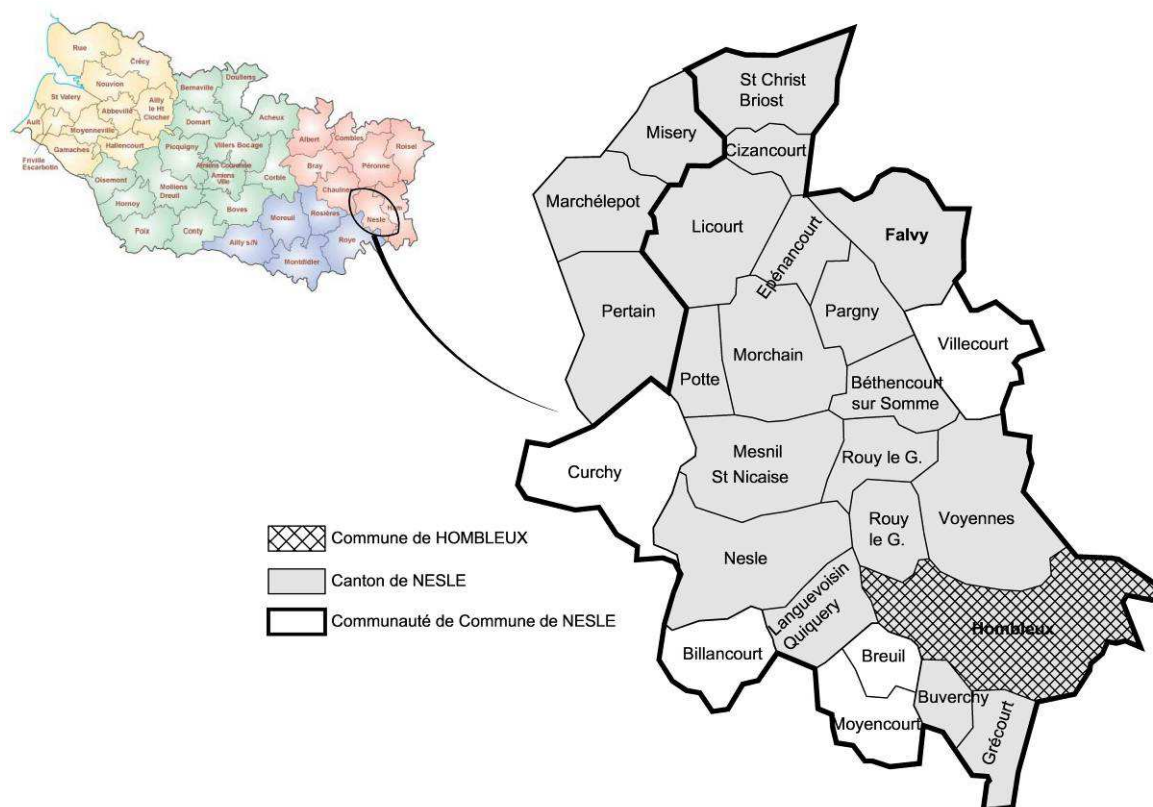 Rue
Crécy
Nouvion
St Valery
Ailly
le Ht
Clocher
Abbeville
Ault
Moyenneville
Friville
Escarbotin
Gamaches
Hallencourt
Doullens
Bernaville
Domart
Acheux
Picquigny
Villers Bocage
Amiens
Ville
Corbie
Oisemont
Molliens
Dreuil
Hornoy
Boves
Poix
Conty
Albert
Combles
Roisel
Bray
Péronne
Chaulnes
Nesle
Ham
Moreuil
Rosières
Roye
Ailly s/N
Montdidier
St Christ
Briost
Misery
Cizancourt
Marchélepot
Licourt
Epénancourt
Falvy
Pertain
Pargny
Villecourt
Morchain
Potte
Béthencourt
sur Somme
Curchy
Mesnil
St Nicaise
Rouy le G.
Rouy
le G.
Voyennes
Nesle
Languevoisin
Quiquery
Hombleux
Billancourt
Breuil
Buverchy
Moyencourt
Grécourt
Commune de HOMBLEUX
Canton de NESLE
Communauté de Commune de NESLE